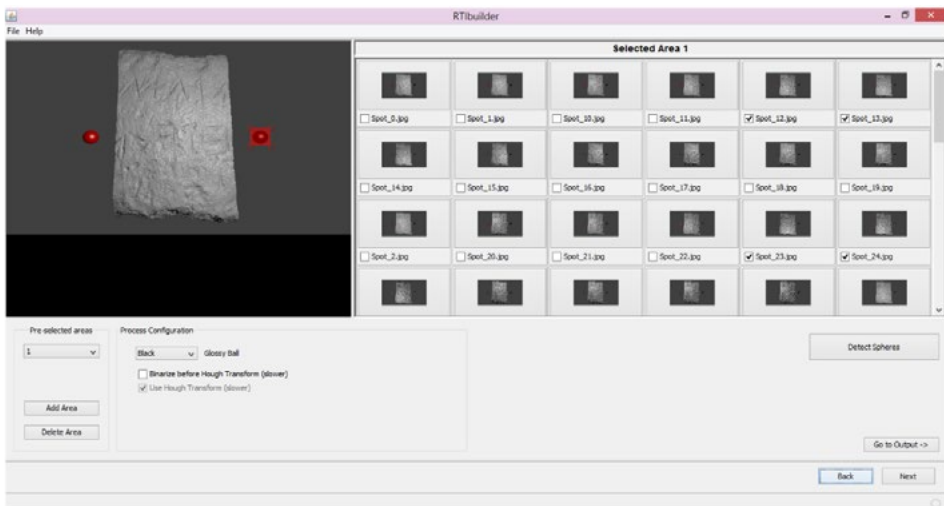 RTIbuilder
File Help
Selected Area 1
Spot_0.jpg Spot_1.jpg Spot_10.jpg Spot_11.jpg Spot_12.jpg Spot_13.jpg
Spot_14.jpg Spot_15.jpg Spot_16.jpg Spot_17.jpg Spot_18.jpg Spot_19.jpg
Spot_2.jpg Spot_20.jpg Spot_21.jpg Spot_22.jpg Spot_23.jpg Spot_24.jpg
Pre-selected areas Process Configuration
1 Black Glossy Ball
Detect Spheres
Binarize before Hough Transform (slower)
Use Hough Transform (slower)
Add Area
Delete Area
Go to Output ->
Back Next